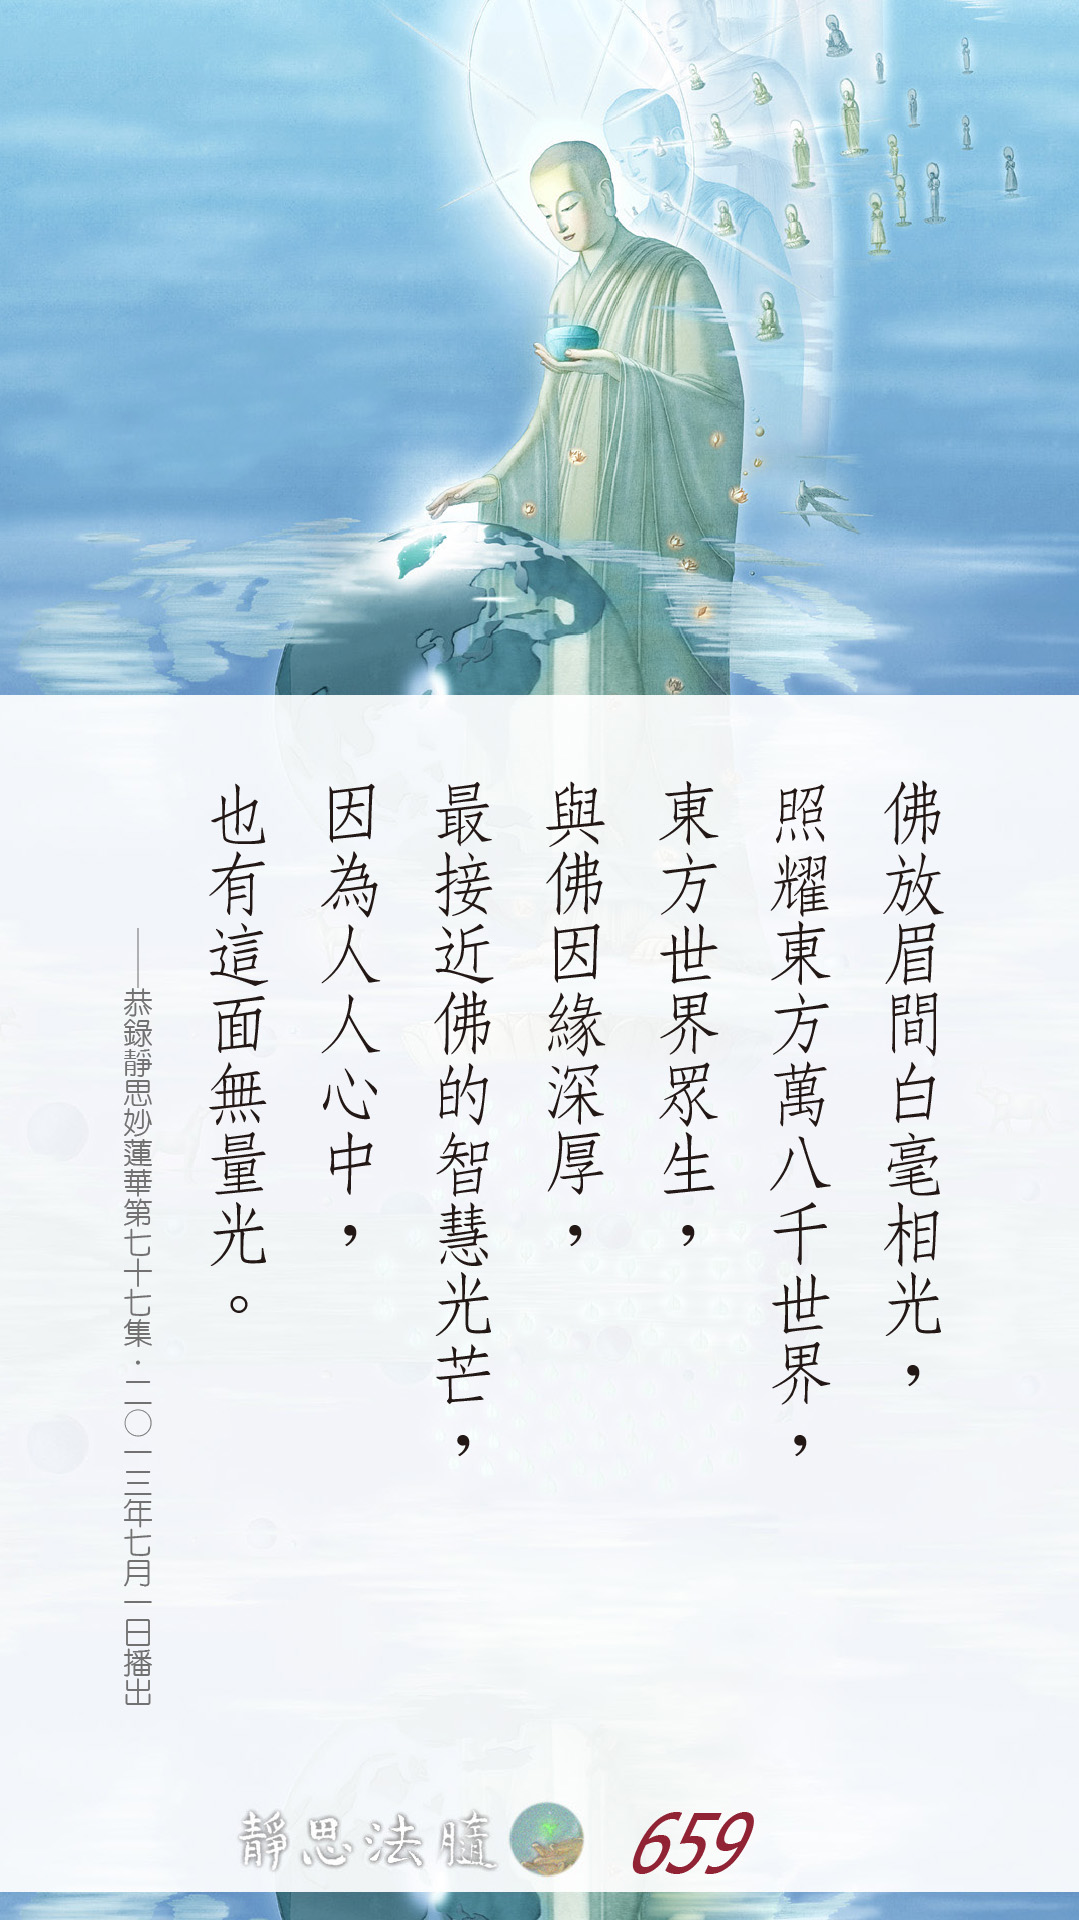 佛放眉間白毫相光，
照耀東方萬八千世界，
東方世界眾生，
與佛因緣深厚，
最接近佛的智慧光芒，
因為人人心中，
也有這面無量光。
——恭錄靜思妙蓮華第七十七集．二〇一三年七月一日播出
靜思法髓
659